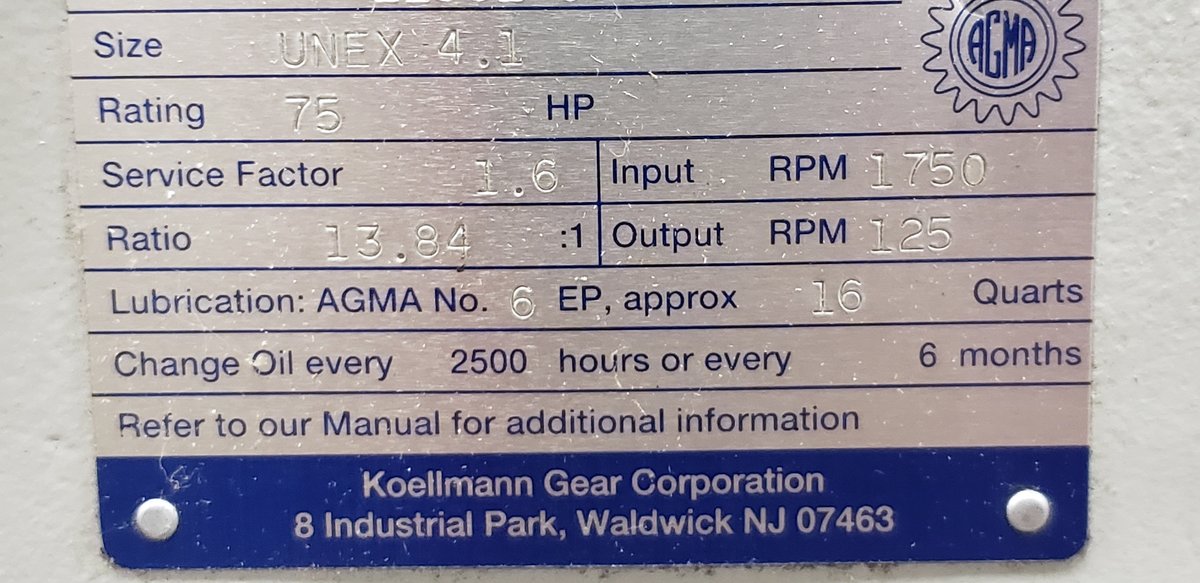 Size UNEX 4.1
AGMA
Rating 75 HP
Service Factor 1.6 Input RPM 1750
Ratio 13.84 :1 Output RPM 125
Lubrication: AGMA No. 6 EP, approx 16 Quarts
Change Oil every 2500 hours or every 6 months
Refer to our Manual for additional information
Koellmann Gear Corporation
8 Industrial Park, Waldwick NJ 07463